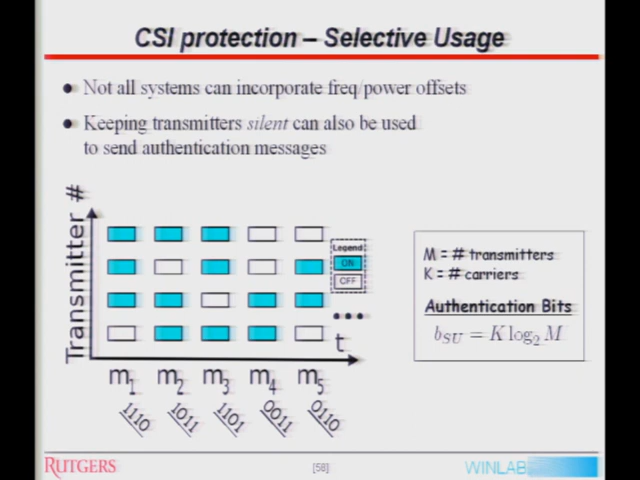 CSI protection – Selective Usage
● Not all systems can incorporate freq/power offsets
● Keeping transmitters silent can also be used
to send authentication messages
Transmitter #
Legend
ON
OFF
...
t
m1 m2 m3 m4 m5
1110 1011 1101 0011 0110
M = # transmitters
K = # carriers
Authentication Bits
bSU = K log2 M
RUTGERS
[58]
WINLAB